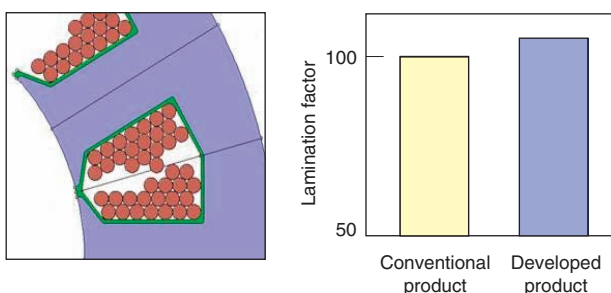 100
Lamination factor
50
Conventional
product
Developed
product